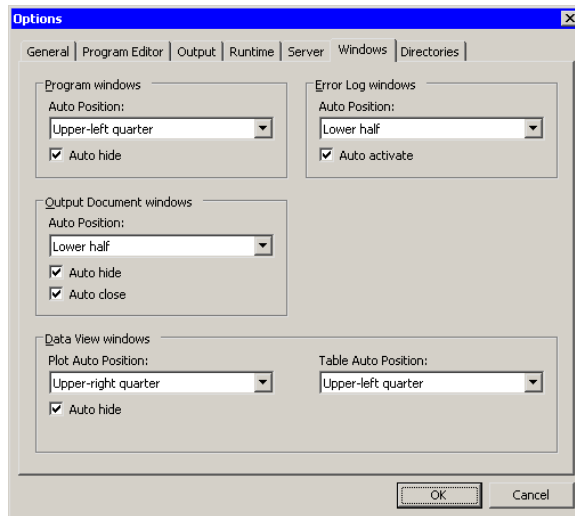 Options
General Program Editor Output Runtime Server Windows Directories
Program windows
Auto Position:
Upper-left quarter
Auto hide
Error Log windows
Auto Position:
Lower half
Auto activate
Output Document windows
Auto Position:
Lower half
Auto hide
Auto close
Data View windows
Plot Auto Position:
Upper-right quarter
Auto hide
Table Auto Position:
Upper-left quarter
OK Cancel